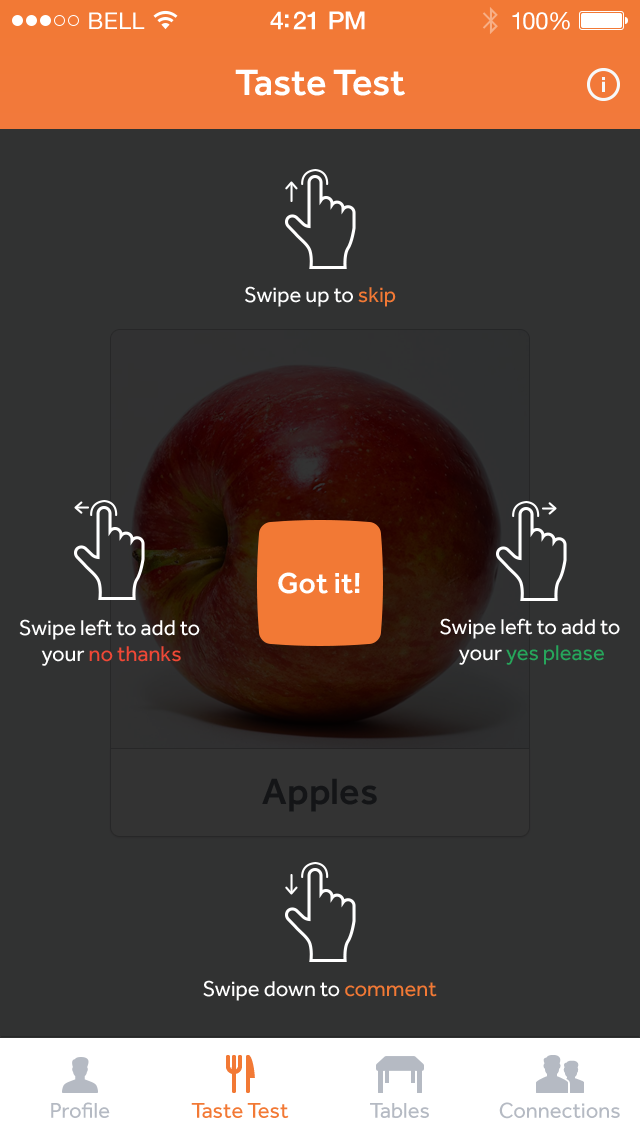 BELL 4:21 PM 100%
Taste Test
i
Swipe up to skip
Swipe left to add to
your no thanks
Got it!
Swipe left to add to
your yes please
Apples
Swipe down to comment
Profile
Taste Test
Tables
Connections